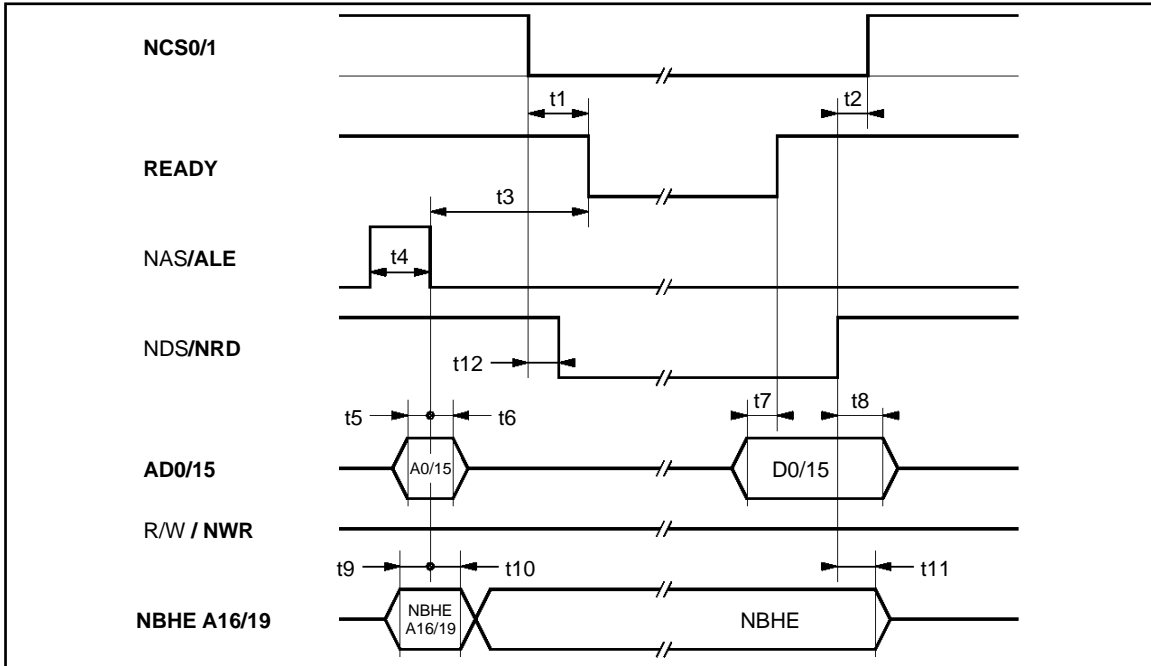 NCS0/1
t1
t2
READY
t3
NAS/ALE
t4
NDS/NRD
t12
t5
t6
t7
t8
AD0/15
A0/15
D0/15
R/W / NWR
t9
t10
t11
NBHE A16/19
NBHE
A16/19
NBHE